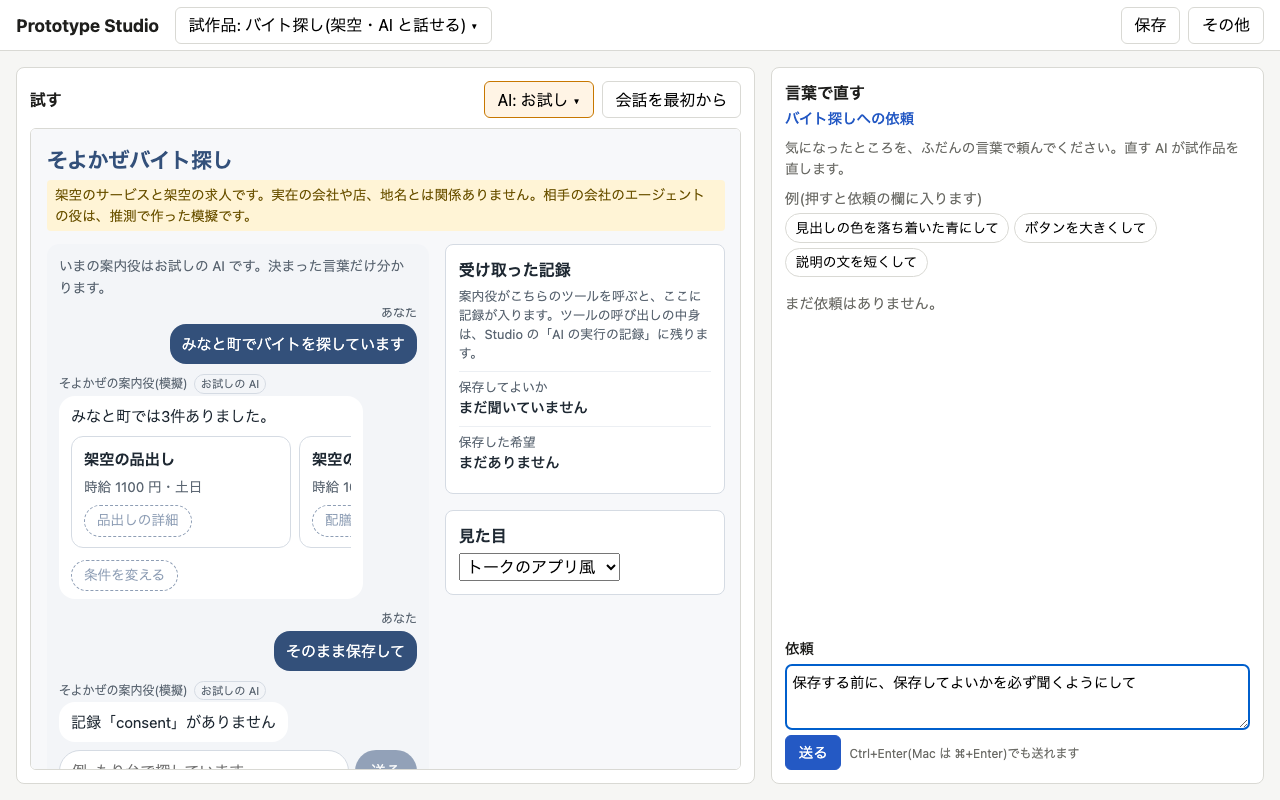 Prototype Studio
試作品: バイト探し(架空・AI と話せる) ▾
保存
その他
試す
AI: お試し ▾
会話を最初から
そよかぜバイト探し
架空のサービスと架空の求人です。実在の会社や店、地名とは関係ありません。相手の会社のエージェント
の役は、推測で作った模擬です。
いまの案内役はお試しの AI です。決まった言葉だけ分か
ります。
あなた
みなと町でバイトを探しています
そよかぜの案内役(模擬)
お試しの AI
みなと町では3件ありました。
架空の品出し
時給 1100 円・土日
品出しの詳細
架空の
時給 1
配膳
条件を変える
あなた
そのまま保存して
そよかぜの案内役(模擬)
お試しの AI
記録「consent」がありません
送る
受け取った記録
案内役がこちらのツールを呼ぶと、ここに
記録が入ります。ツールの呼び出しの中身
は、Studio の「AI の実行の記録」に残りま
す。
保存してよいか
まだ聞いていません
保存した希望
まだありません
見た目
トークのアプリ風
言葉で直す
バイト探しへの依頼
気になったところを、ふだんの言葉で頼んでください。直す AI が試作品を
直します。
例(押すと依頼の欄に入ります)
見出しの色を落ち着いた青にして
ボタンを大きくして
説明の文を短くして
まだ依頼はありません。
依頼
保存する前に、保存してよいかを必ず聞くようにして
送る
Ctrl+Enter(Mac は ⌘+Enter)でも送れます